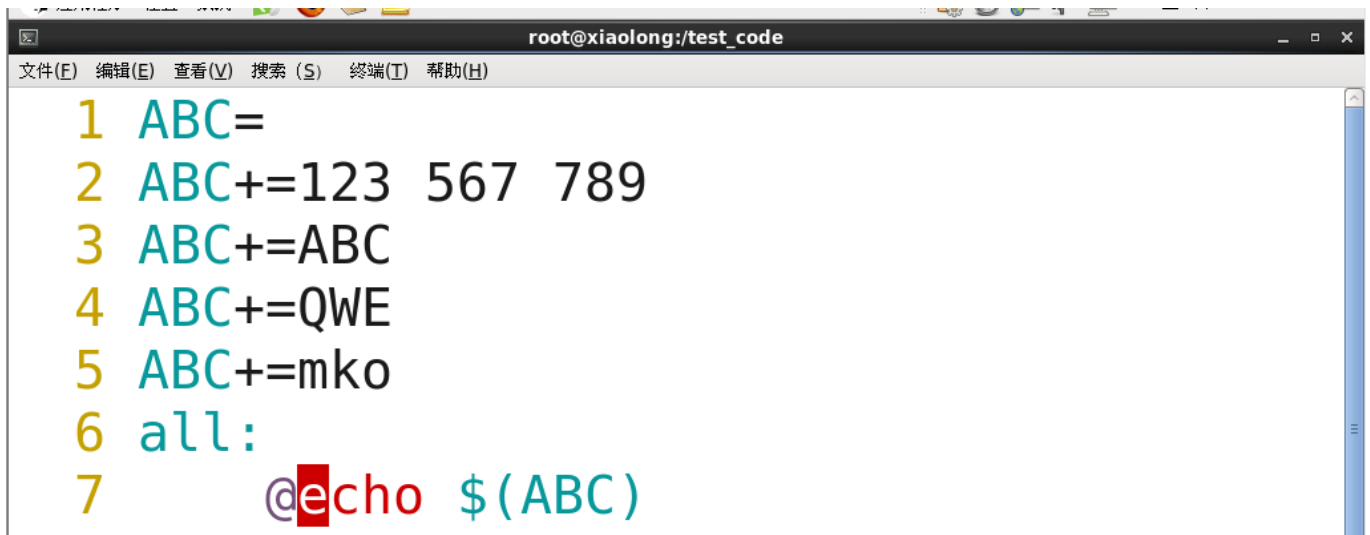 root@xiaolong:/test_code
文件(F) 编辑(E) 查看(V) 搜索 (S) 终端(T) 帮助(H)
1 ABC=
2 ABC+=123 567 789
3 ABC+=ABC
4 ABC+=QWE
5 ABC+=mko
6 all:
7 @echo $(ABC)